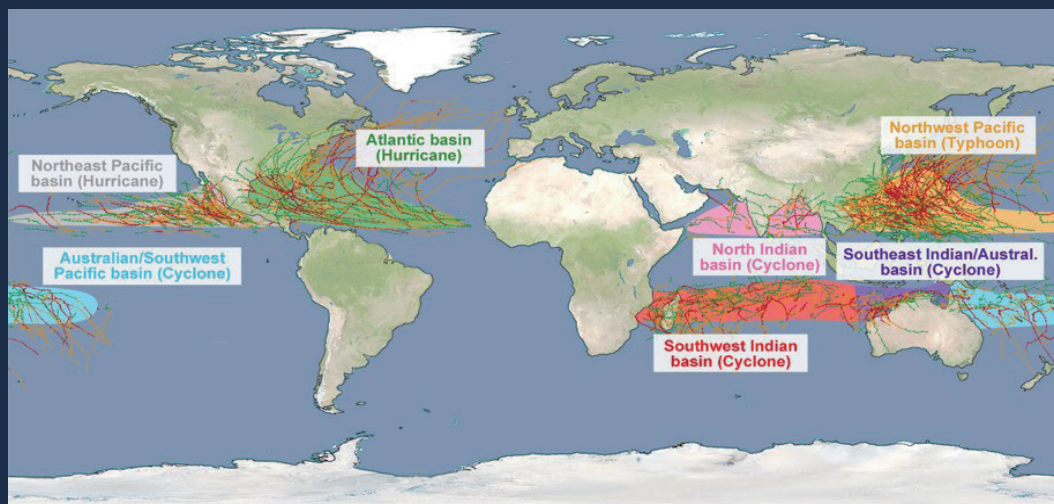 Atlantic basin
(Hurricane)
Northwest Pacific
basin (Typhoon)
Northeast Pacific
basin (Hurricane)
Australian/Southwest
Pacific basin (Cyclone)
North Indian
basin (Cyclone)
Southeast Indian/Austral.
basin (Cyclone)
Southwest Indian
basin (Cyclone)